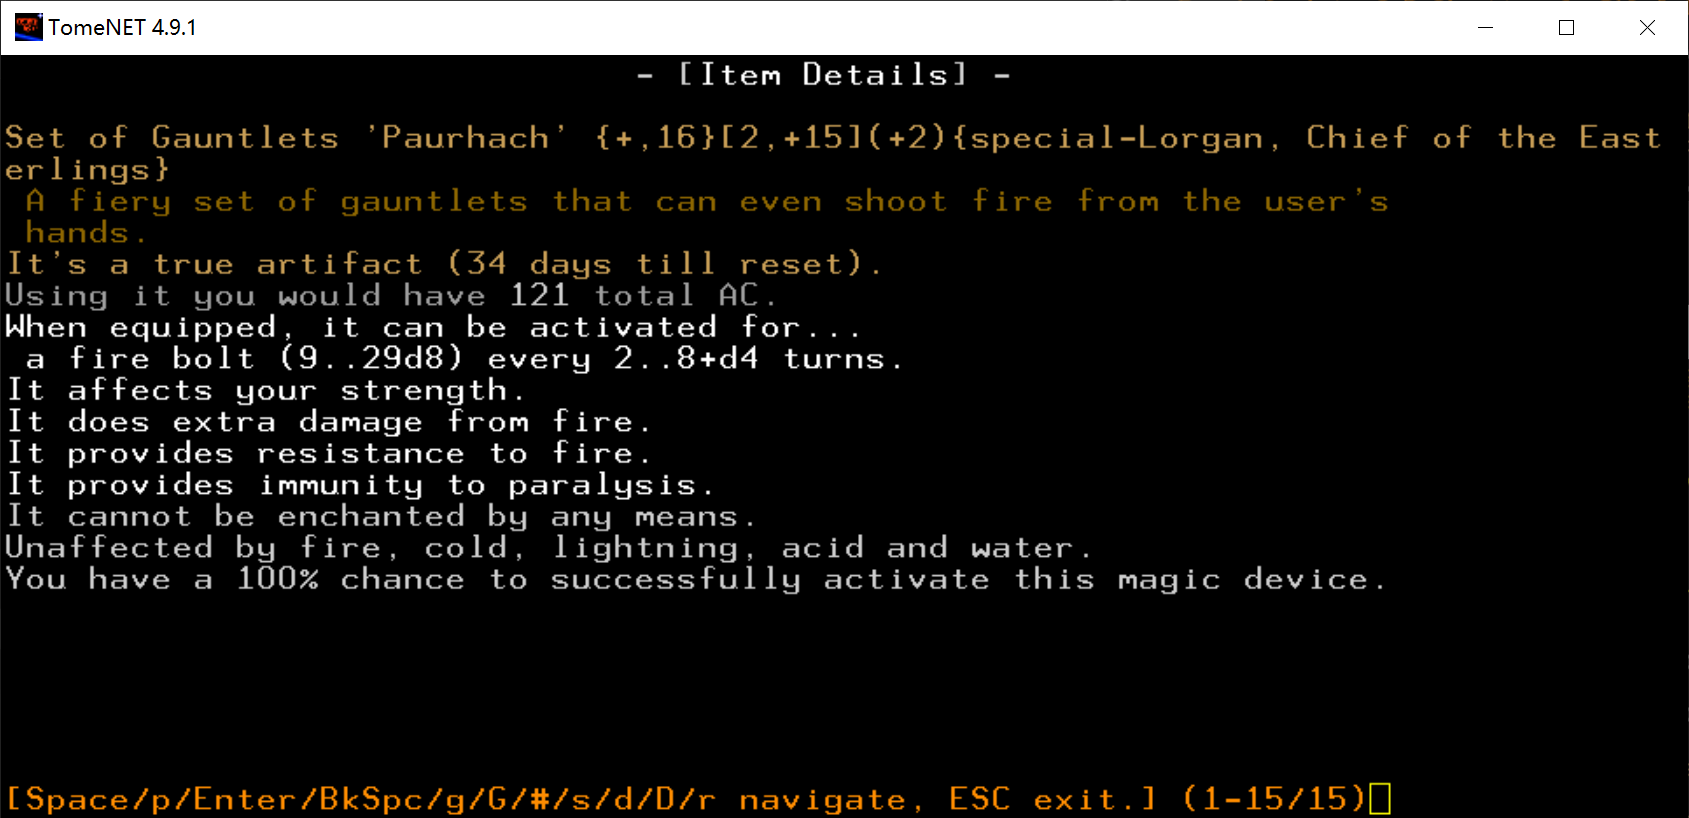 TomeNET 4.9.1
- [Item Details] -
Set of Gauntlets 'Paurhach' {+,16}[2,+15](+2){special-Lorgan, Chief of the East
erlings}
A fiery set of gauntlets that can even shoot fire from the user's
hands.
It's a true artifact (34 days till reset).
Using it you would have 121 total AC.
When equipped, it can be activated for...
a fire bolt (9..29d8) every 2..8+d4 turns.
It affects your strength.
It does extra damage from fire.
It provides resistance to fire.
It provides immunity to paralysis.
It cannot be enchanted by any means.
Unaffected by fire, cold, lightning, acid and water.
You have a 100% chance to successfully activate this magic device.
[Space/p/Enter/BkSpc/g/G/#/s/d/D/r navigate, ESC exit.] (1-15/15)